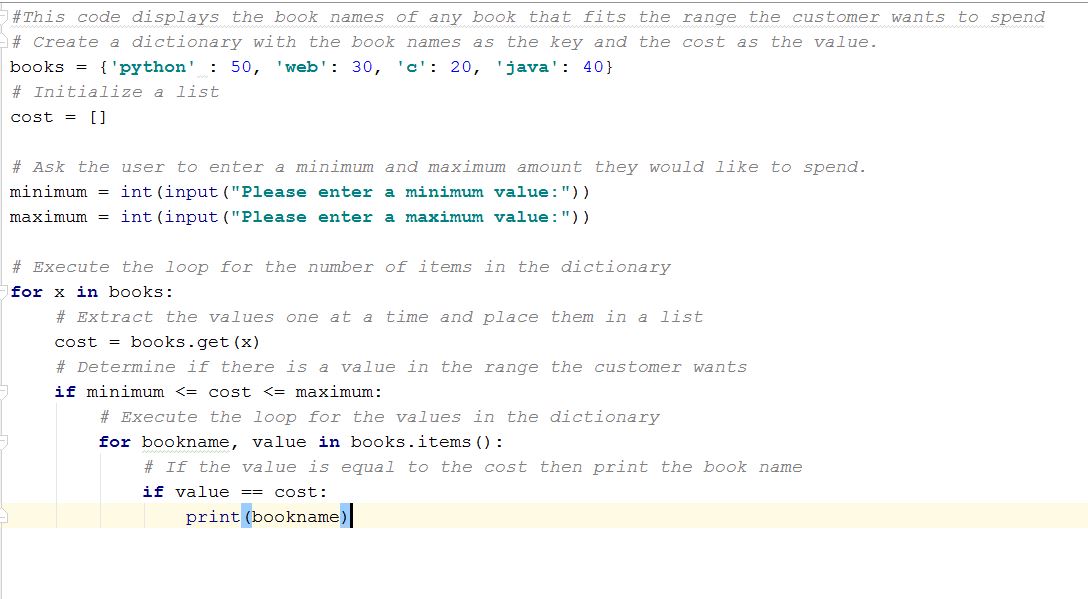 #This code displays the book names of any book that fits the range the customer wants to spend
# Create a dictionary with the book names as the key and the cost as the value.
books = {'python' : 50, 'web': 30, 'c': 20, 'java': 40}
# Initialize a list
cost = []
# Ask the user to enter a minimum and maximum amount they would like to spend.
minimum = int(input("Please enter a minimum value:"))
maximum = int(input("Please enter a maximum value:"))
# Execute the loop for the number of items in the dictionary
for x in books:
    # Extract the values one at a time and place them in a list
    cost = books.get(x)
    # Determine if there is a value in the range the customer wants
    if minimum <= cost <= maximum:
        # Execute the loop for the values in the dictionary
        for bookname, value in books.items():
            # If the value is equal to the cost then print the book name
            if value == cost:
                print(bookname)